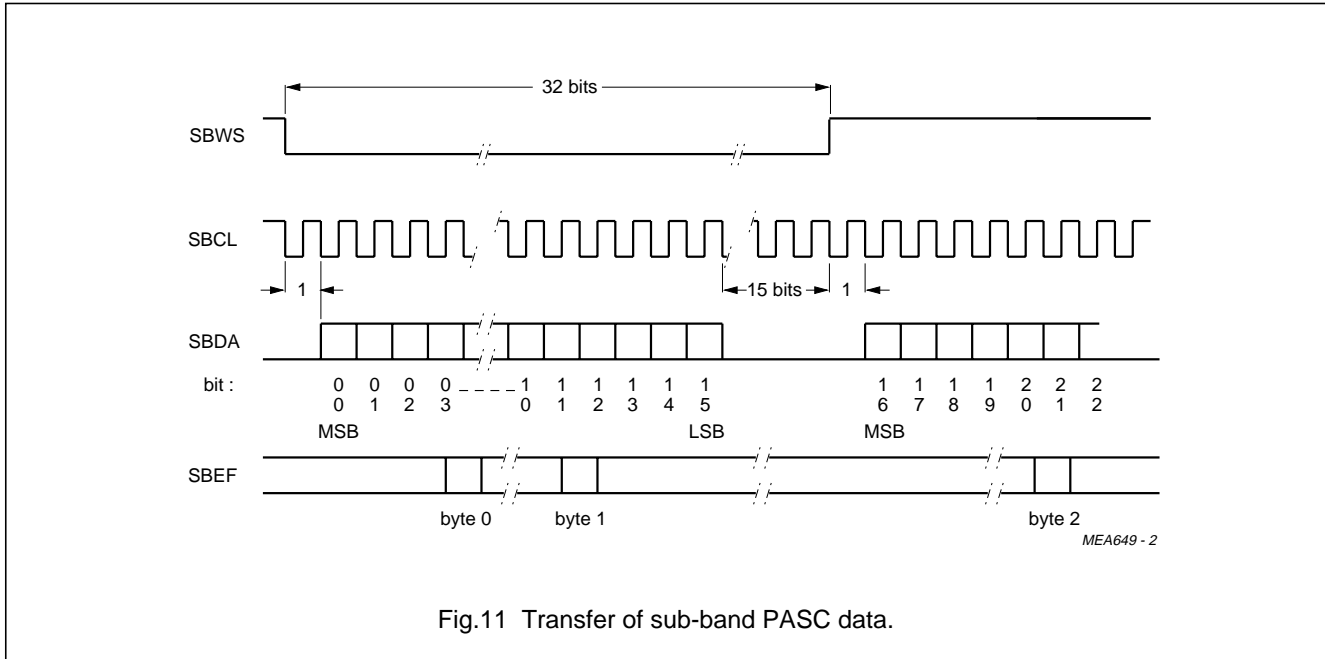 32 bits
SBWS
SBCL
1
15 bits
1
SBDA
bit : 0 0 0 0 _ _ _ _ 1 1 1 1 1 1 1 1 1 1 2 2 2
0 1 2 3 0 1 2 3 4 5 6 7 8 9 0 1 2
MSB LSB MSB
SBEF
byte 0 byte 1 byte 2
MEA649 - 2
Fig.11 Transfer of sub-band PASC data.